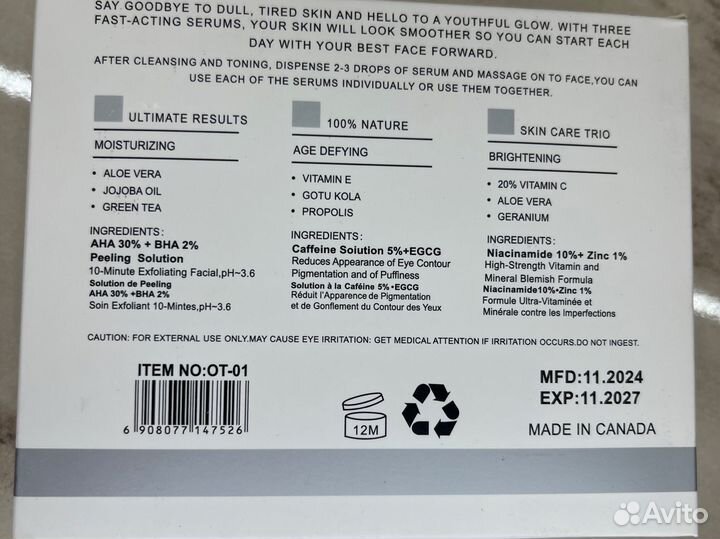 SAY GOODBYE TO DULL, TIRED SKIN AND HELLO TO A YOUTHFUL GLOW. WITH THREE
FAST-ACTING SERUMS, YOUR SKIN WILL LOOK SMOOTHER SO YOU CAN START EACH
DAY WITH YOUR BEST FACE FORWARD.
AFTER CLEANSING AND TONING, DISPENSE 2-3 DROPS OF SERUM AND MASSAGE ON TO FACE,YOU CAN
USE EACH OF THE SERUMS INDIVIDUALLY OR USE THEM TOGETHER.
ULTIMATE RESULTS
MOISTURIZING
• ALOE VERA
• JOJOBA OIL
• GREEN TEA
INGREDIENTS:
AHA 30% + BHA 2%
Peeling Solution
10-Minute Exfoliating Facial,pH~3.6
Solution de Peeling
AHA 30% +BHA 2%
Soin Exfoliant 10-Mintes,pH~3.6
100% NATURE
AGE DEFYING
• VITAMIN E
• GOTU KOLA
• PROPOLIS
INGREDIENTS:
Caffeine Soiution 5%+EGCG
Reduces Appearance of Eye Contour
Pigmentation and of Puffiness
Solution à la Caféine 5%•EGCG
Réduit l'Apparence de Pigmentation
et de Gonflement du Contour des Yeux
SKIN CARE TRIO
BRIGHTENING
• 20% VITAMIN C
• ALOE VERA
• GERANIUM
INGREDIENTS:
Niacinamide 10%+ Zinc 1%
High-Strength Vitamin and
Mineral Blemish Formula
Niacinamide10%•Zinc 1%
Formule Ultra-Vitaminée et
Minérale contre les Imperfections
CAUTION: FOR EXTERNAL USE ONLY.MAY CAUSE EYE IRRITATION: GET MEDICAL ATTENTION IF IRRITATION OCCURS.DO NOT INGEST.
ITEM NO:OT-01
6 908077 147526
12M
MFD:11.2024
EXP:11.2027
MADE IN CANADA
Avito